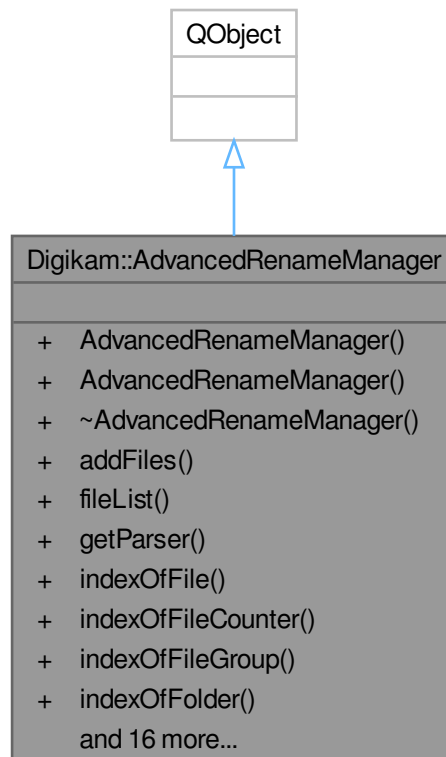 QObject
Digikam::AdvancedRenameManager
+ AdvancedRenameManager()
+ AdvancedRenameManager()
+ ~AdvancedRenameManager()
+ addFiles()
+ fileList()
+ getParser()
+ indexOfFile()
+ indexOfFileCounter()
+ indexOfFileGroup()
+ indexOfFolder()
and 16 more...